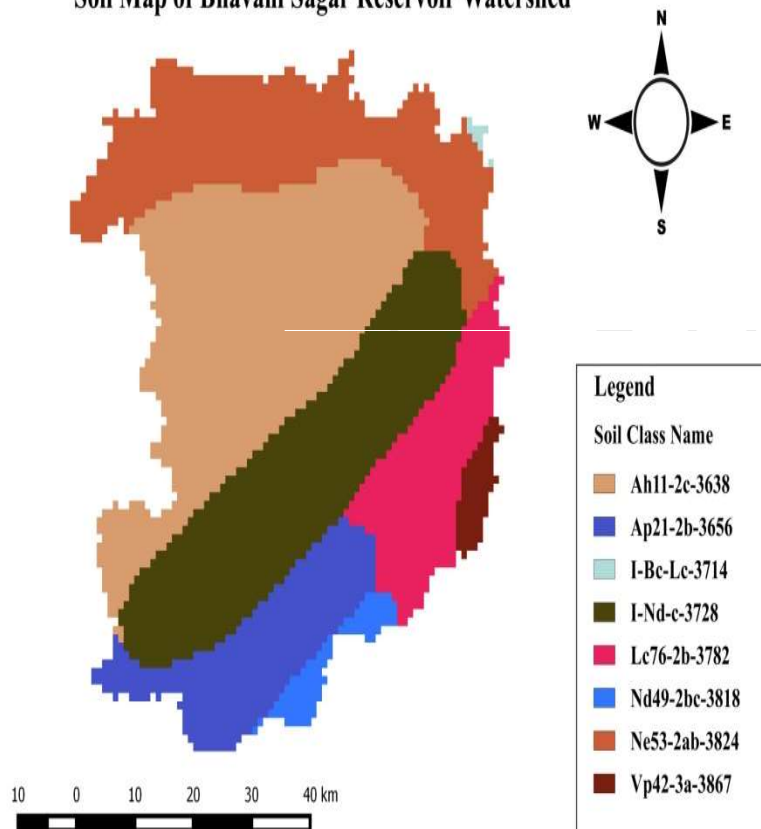 Soil Map of Bhavani Sagar Reservoir Watershed
N
W E
S
Legend
Soil Class Name
Ah11-2c-3638
Ap21-2b-3656
I-Bc-Lc-3714
I-Nd-c-3728
Lc76-2b-3782
Nd49-2bc-3818
Ne53-2ab-3824
Vp42-3a-3867
10 0 10 20 30 40 km